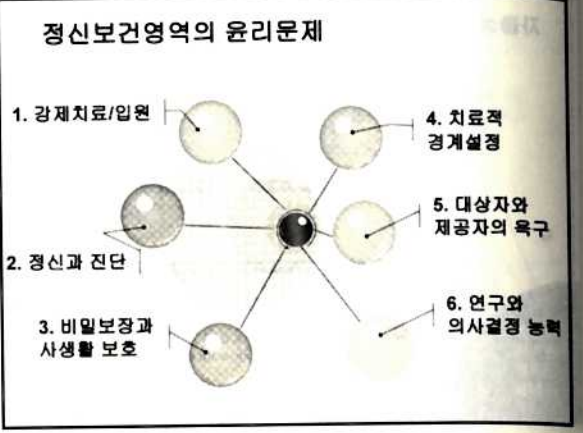 정신보건영역의 윤리문제
1. 강제치료/입원
2. 정신과 진단
3. 비밀보장과
사생활 보호
4. 치료적
경계설정
5. 대상자와
제공자의 욕구
6. 연구와
의사결정 능력